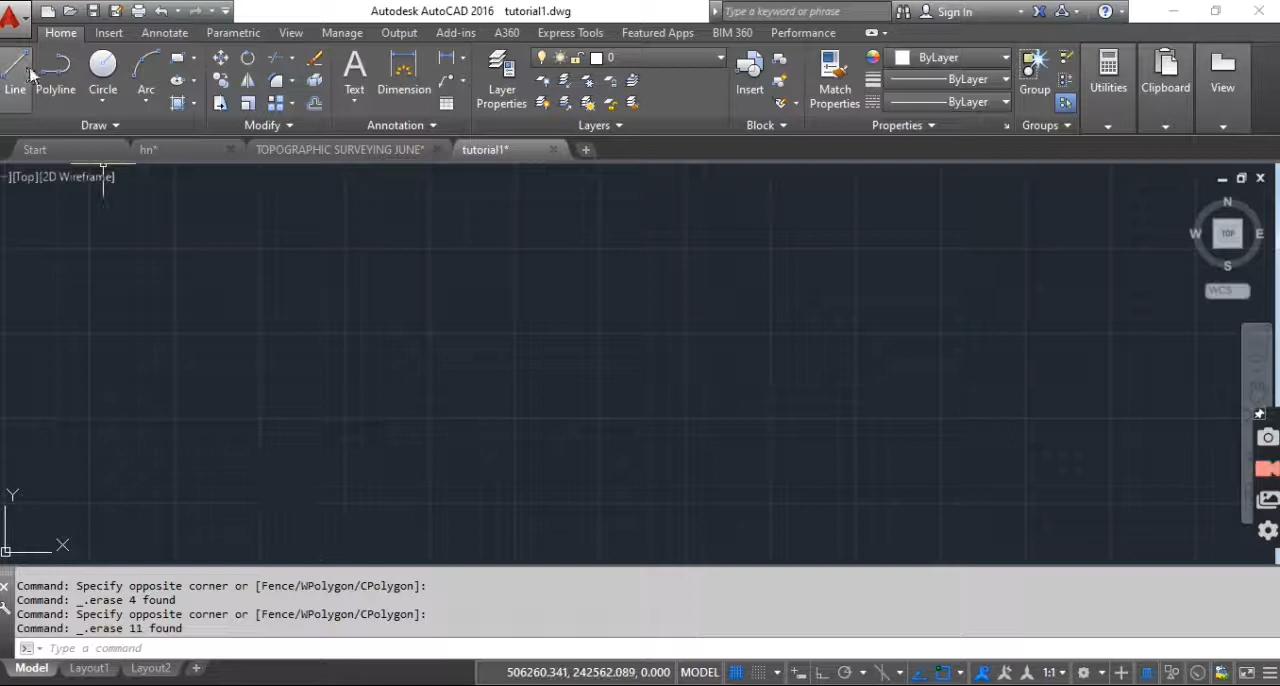 Autodesk AutoCAD 2016 tutorial1.dwg
Type a keyword or phrase
Sign In
Home Insert Annotate Parametric View Manage Output Add-ins A360 Express Tools Featured Apps BIM 360 Performance
Line Polyline Circle Arc
Text Dimension
Layer Properties
0
Insert
Match Properties
ByLayer
ByLayer
ByLayer
Group
Utilities
Clipboard
View
Draw Modify Annotation Layers Block Properties Groups
Start hn* TOPOGRAPHIC SURVEYING JUNE* tutorial1*
][Top][2D Wireframe]
N
W TOP E
S
WCS
Y
X
Command: Specify opposite corner or [Fence/WPolygon/CPolygon]:
Command: _.erase 4 found
Command: Specify opposite corner or [Fence/WPolygon/CPolygon]:
Command: _.erase 11 found
Type a command
Model Layout1 Layout2
506260.341, 242562.089, 0.000 MODEL 1:1